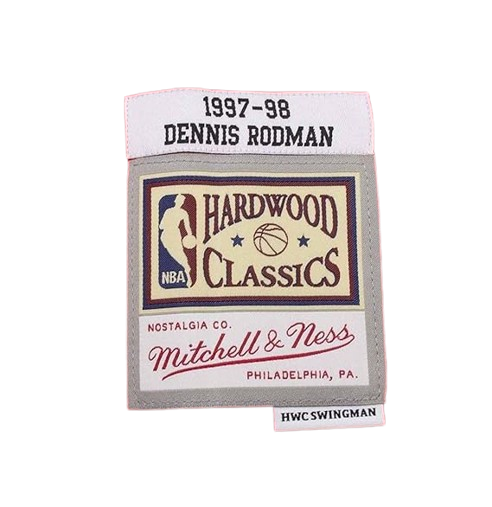 1997-98
DENNIS RODMAN
HARDWOOD
CLASSICS
NBA
NOSTALGIA CO.
Mitchell & Ness
PHILADELPHIA, PA.
HWC SWINGMAN